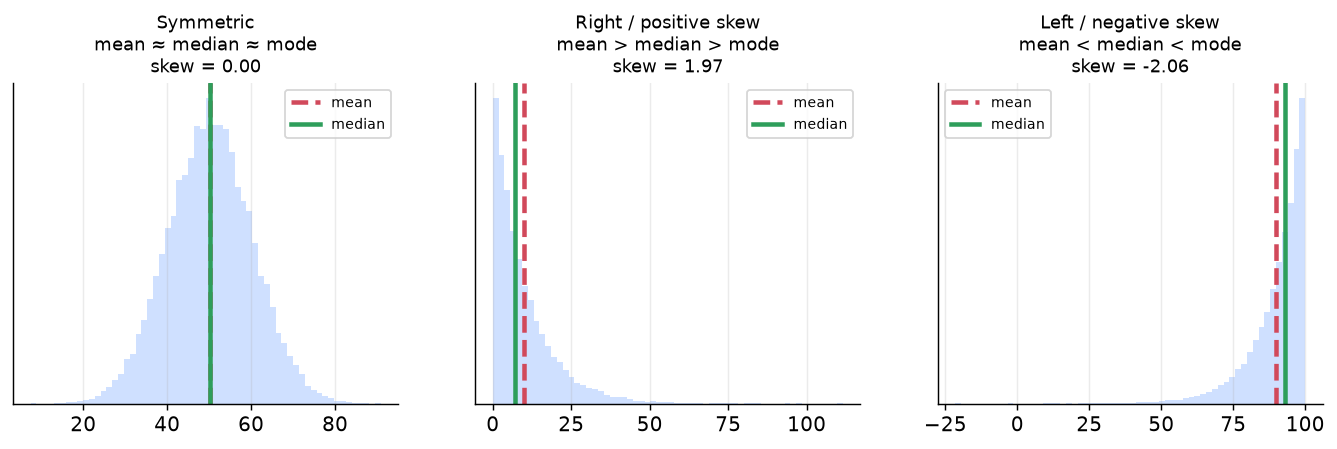 Symmetric
mean ≈ median ≈ mode
skew = 0.00
mean
median
20 40 60 80
Right / positive skew
mean > median > mode
skew = 1.97
mean
median
0 25 50 75 100
Left / negative skew
mean < median < mode
skew = -2.06
mean
median
−25 0 25 50 75 100